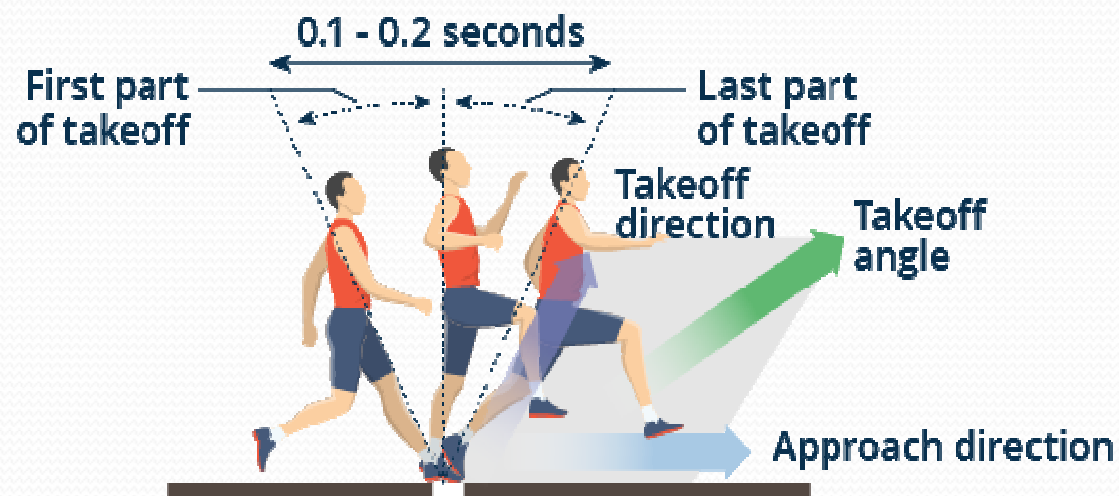 0.1 - 0.2 seconds
First part
of takeoff
Last part
of takeoff
Takeoff
direction
Takeoff
angle
Approach direction